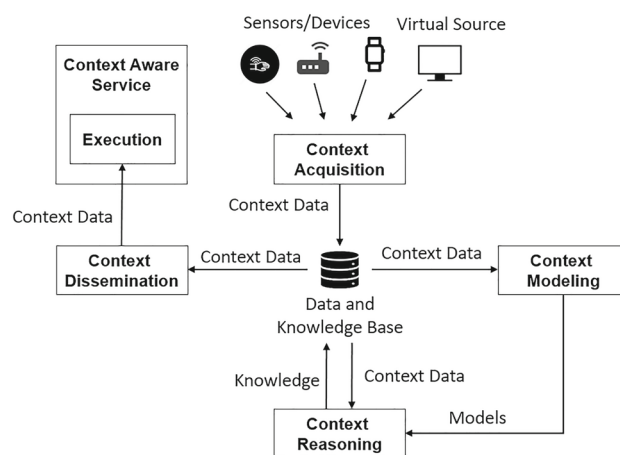 Sensors/Devices
Virtual Source
Context Aware
Service
Execution
Context
Acquisition
Context Data
Context Data
Context
Dissemination
Context Data
Context Data
Context
Modeling
Data and
Knowledge Base
Knowledge
Context Data
Models
Context
Reasoning